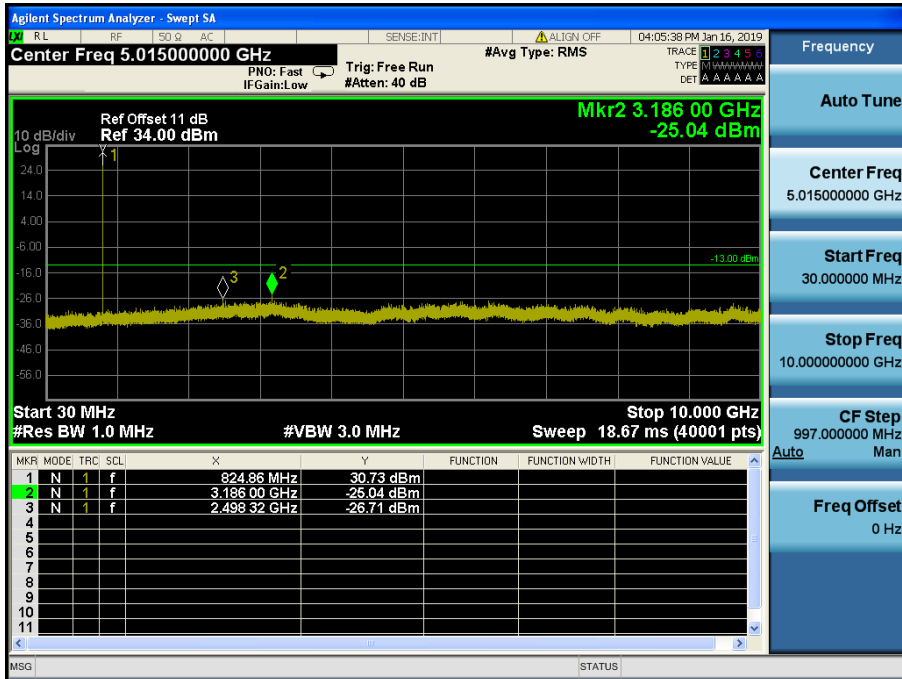 Agilent Spectrum Analyzer - Swept SA
LXI RL RF 50 Ω AC SENSE:INT ALIGN OFF 04:05:38 PM Jan 16, 2019
Center Freq 5.015000000 GHz #Avg Type: RMS TRACE 1 2 3 4 5 6
PNO: Fast Trig: Free Run TYPE M WWWWW
IFGain:Low #Atten: 40 dB DET A A A A A A
Frequency
Auto Tune
Center Freq
5.015000000 GHz
Start Freq
30.000000 MHz
Stop Freq
10.000000000 GHz
CF Step
997.000000 MHz
Auto Man
Freq Offset
0 Hz
Mkr2 3.186 00 GHz
-25.04 dBm
Ref Offset 11 dB
10 dB/div Ref 34.00 dBm
Log
1
24.0
14.0
4.00
-6.00
-13.00 dBm
-16.0
3 2
-26.0
-36.0
-46.0
-56.0
Start 30 MHz Stop 10.000 GHz
#Res BW 1.0 MHz #VBW 3.0 MHz Sweep 18.67 ms (40001 pts)
MKR MODE TRC SCL X Y FUNCTION FUNCTION WIDTH FUNCTION VALUE
1 N 1 f 824.86 MHz 30.73 dBm
2 N 1 f 3.186 00 GHz -25.04 dBm
3 N 1 f 2.498 32 GHz -26.71 dBm
4
5
6
7
8
9
10
11
MSG STATUS